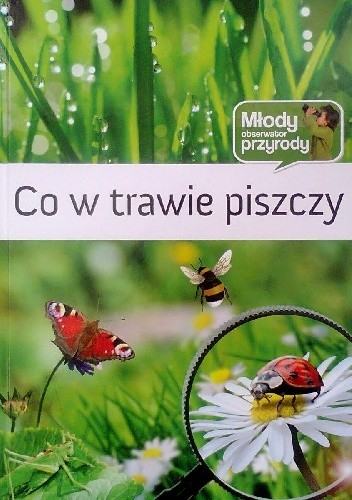 Młody
obserwator
przyrody
Co w trawie piszczy